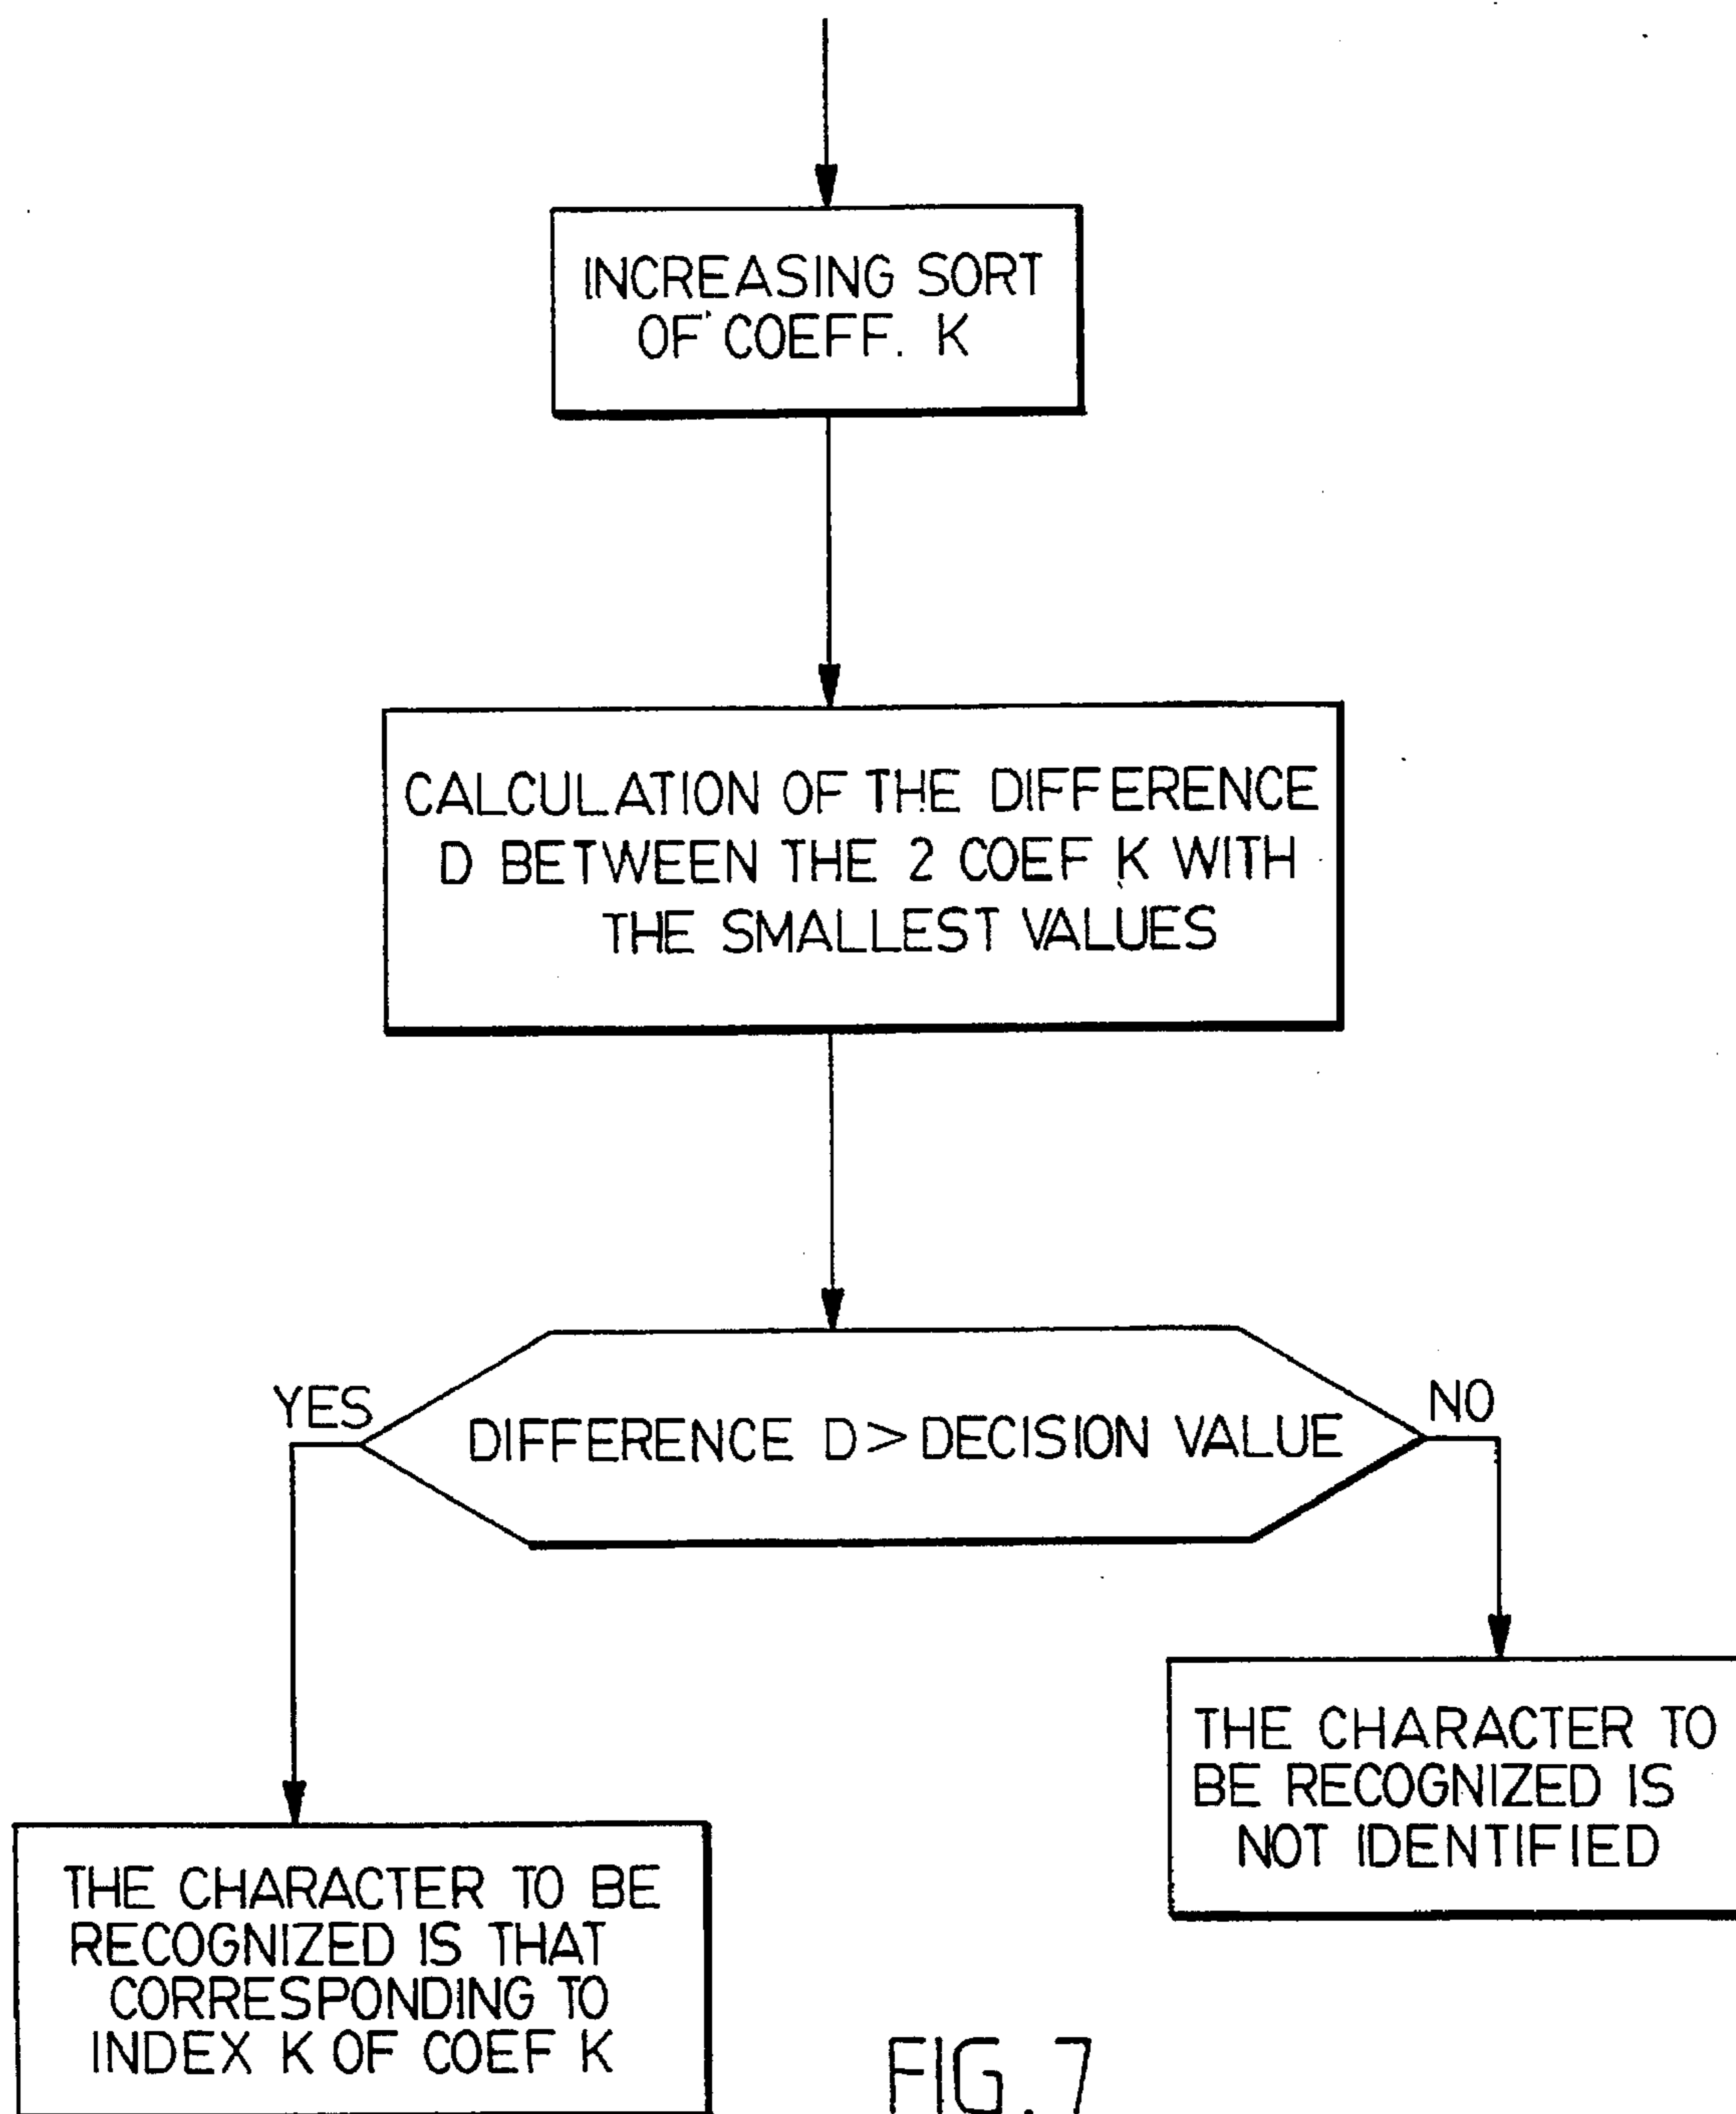 INCREASING SORT
OF COEFF. K
CALCULATION OF THE DIFFERENCE
D BETWEEN THE 2 COEF K WITH
THE SMALLEST VALUES
YES
NO
DIFFERENCE D > DECISION VALUE
THE CHARACTER TO
BE RECOGNIZED IS
NOT IDENTIFIED
THE CHARACTER TO BE
RECOGNIZED IS THAT
CORRESPONDING TO
INDEX K OF COEF K
FIG. 7